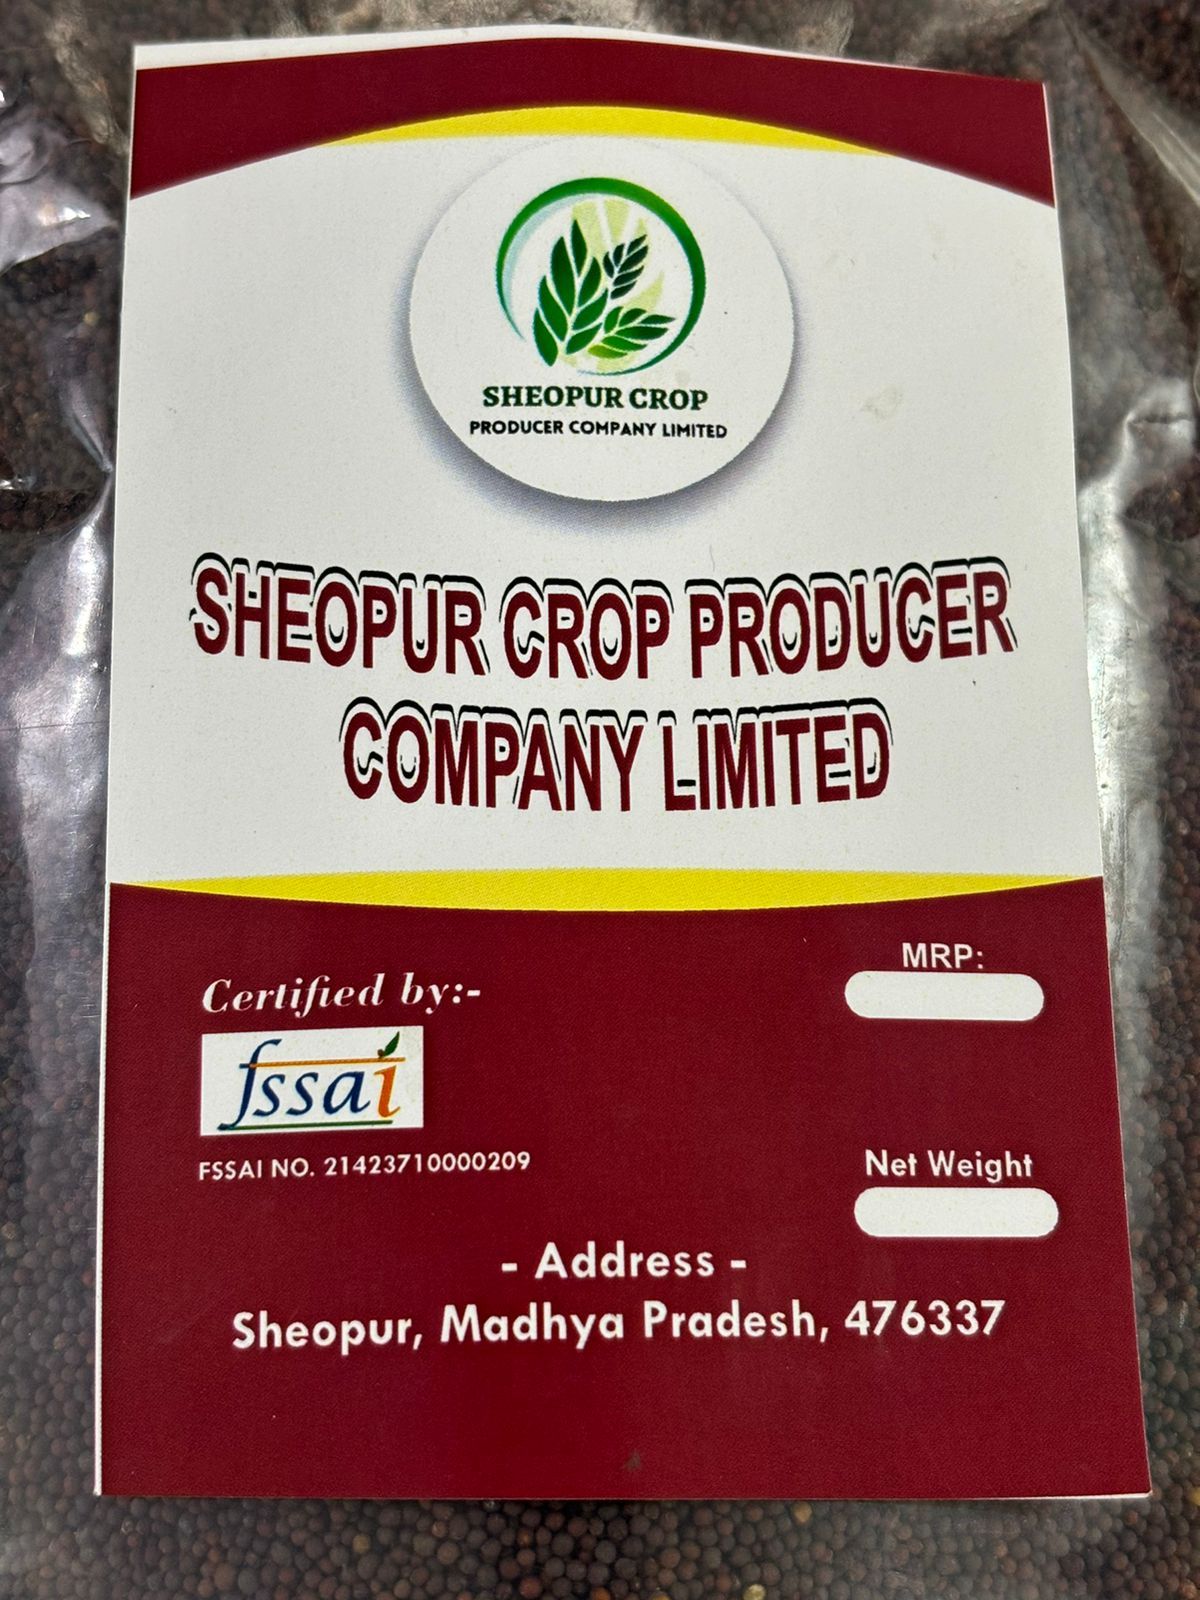 SHEOPUR CROP
PRODUCER COMPANY LIMITED
SHEOPUR CROP PRODUCER
COMPANY LIMITED
Certified by:-
fssai
FSSAI NO. 21423710000209
MRP:
Net Weight
- Address -
Sheopur, Madhya Pradesh, 476337